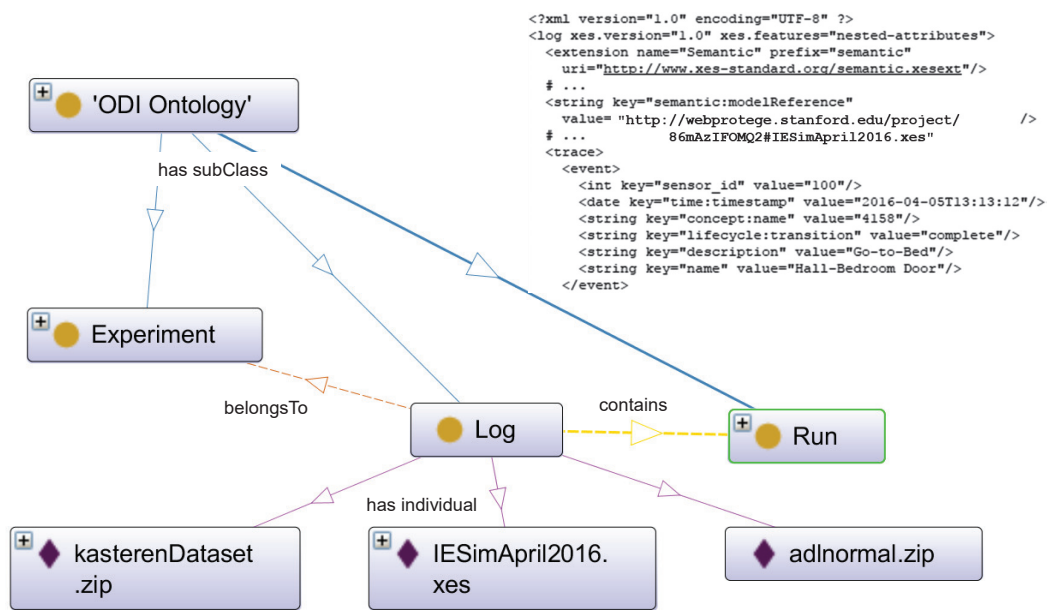 <?xml version="1.0" encoding="UTF-8" ?>
<log xes.version="1.0" xes.features="nested-attributes">
<extension name="Semantic" prefix="semantic"
uri="http://www.xes-standard.org/semantic.xesext"/>
# ...
<string key="semantic:modelReference"
value= "http://webprotege.stanford.edu/project/ />
# ... 86mAzIFOMQ2#IESimApril2016.xes"
<trace>
<event>
<int key="sensor_id" value="100"/>
<date key="time:timestamp" value="2016-04-05T13:13:12"/>
<string key="concept:name" value="4158"/>
<string key="lifecycle:transition" value="complete"/>
<string key="description" value="Go-to-Bed"/>
<string key="name" value="Hall-Bedroom Door"/>
</event>
'ODI Ontology'
has subClass
Experiment
belongsTo
Log
contains
Run
has individual
kasterenDataset
.zip
IESimApril2016.
xes
adlnormal.zip